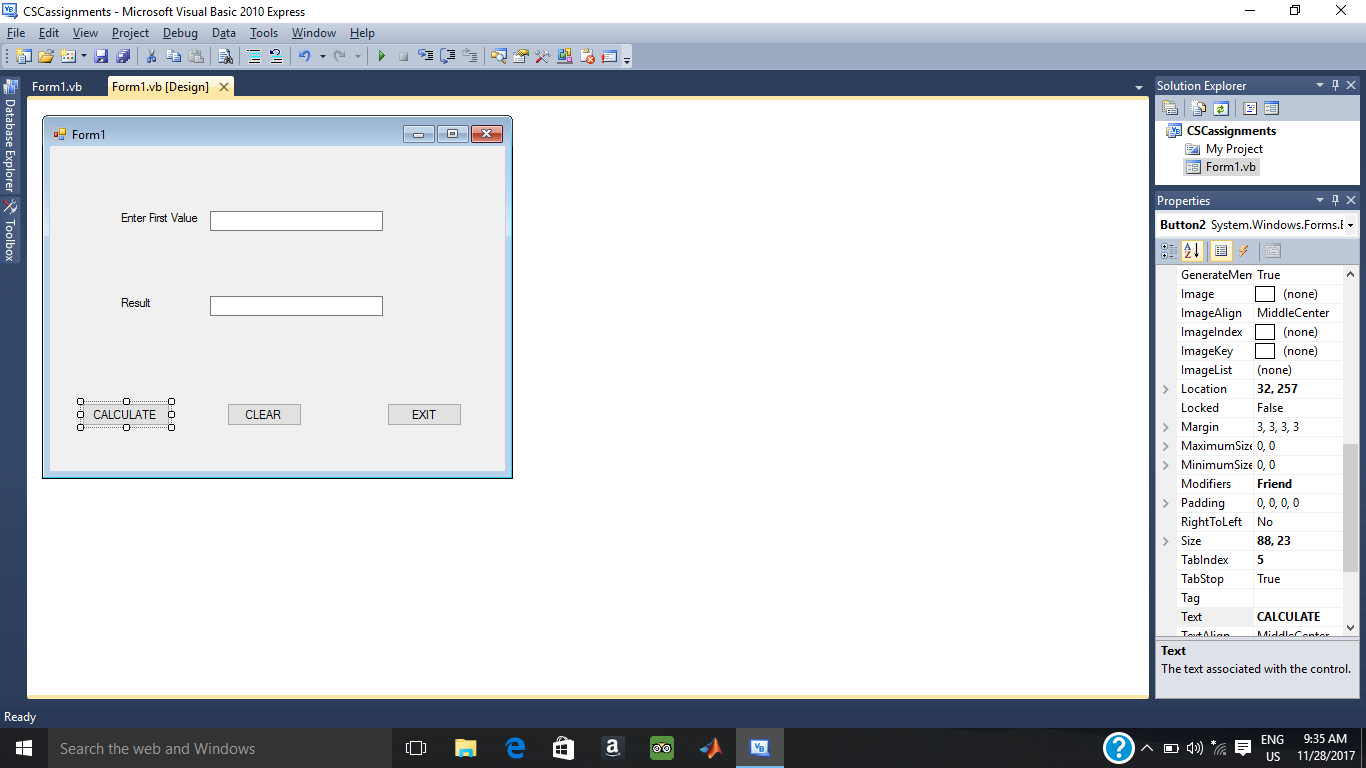 CSCassignments - Microsoft Visual Basic 2010 Express
File Edit View Project Debug Data Tools Window Help
Form1.vb Form1.vb [Design]
Database Explorer
Toolbox
Form1
Enter First Value
Result
CALCULATE CLEAR EXIT
Solution Explorer
CSCassignments
My Project
Form1.vb
Properties
Button2 System.Windows.Forms.B
GenerateMem True
Image (none)
ImageAlign MiddleCenter
ImageIndex (none)
ImageKey (none)
ImageList (none)
Location 32, 257
Locked False
Margin 3, 3, 3, 3
MaximumSize 0, 0
MinimumSize 0, 0
Modifiers Friend
Padding 0, 0, 0, 0
RightToLeft No
Size 88, 23
TabIndex 5
TabStop True
Tag
Text CALCULATE
TextAlign MiddleCenter
Text
The text associated with the control.
Ready
Search the web and Windows
ENG
US
9:35 AM
11/28/2017